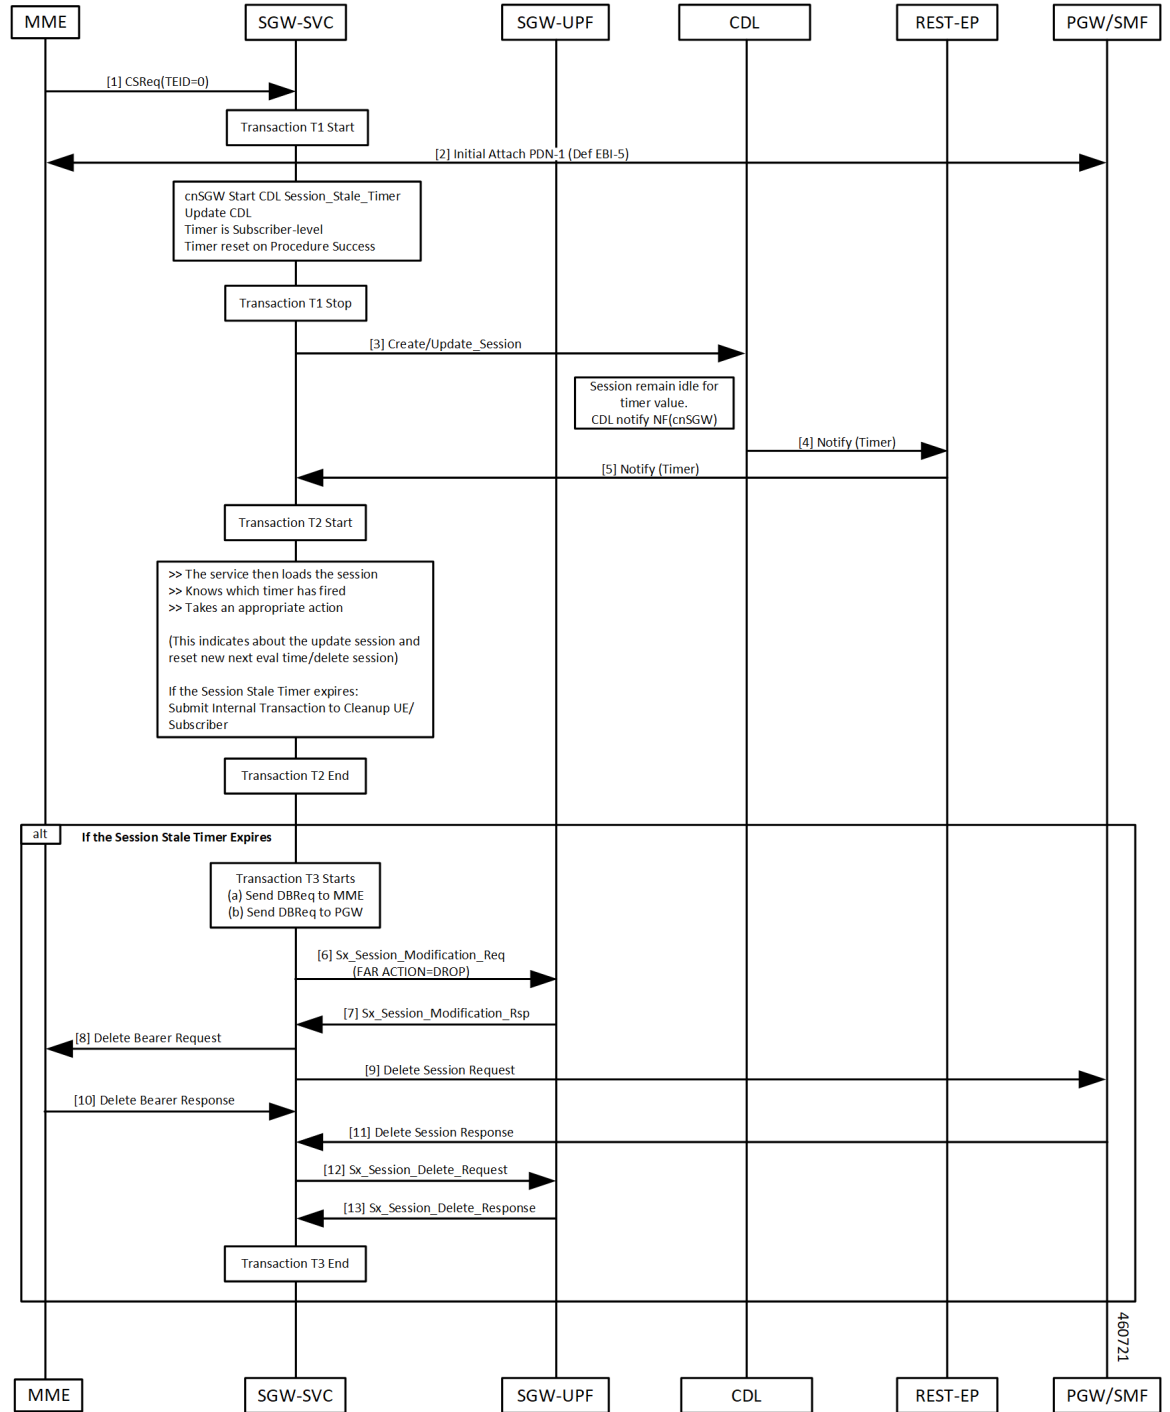 MME
SGW-SVC
SGW-UPF
CDL
REST-EP
PGW/SMF
[1] CSReq(TEID=0)
Transaction T1 Start
[2] Initial Attach PDN-1 (Def EBI-5)
cnSGW Start CDL Session_Stale_Timer
Update CDL
Timer is Subscriber-level
Timer reset on Procedure Success
Transaction T1 Stop
[3] Create/Update_Session
Session remain idle for
timer value.
CDL notify NF(cnSGW)
[4] Notify (Timer)
[5] Notify (Timer)
Transaction T2 Start
>> The service then loads the session
>> Knows which timer has fired
>> Takes an appropriate action
(This indicates about the update session and
reset new next eval time/delete session)
If the Session Stale Timer expires:
Submit Internal Transaction to Cleanup UE/
Subscriber
Transaction T2 End
alt
If the Session Stale Timer Expires
Transaction T3 Starts
(a) Send DBReq to MME
(b) Send DBReq to PGW
[6] Sx_Session_Modification_Req
(FAR ACTION=DROP)
[7] Sx_Session_Modification_Rsp
[8] Delete Bearer Request
[9] Delete Session Request
[10] Delete Bearer Response
[11] Delete Session Response
[12] Sx_Session_Delete_Request
[13] Sx_Session_Delete_Response
Transaction T3 End
460721
MME
SGW-SVC
SGW-UPF
CDL
REST-EP
PGW/SMF